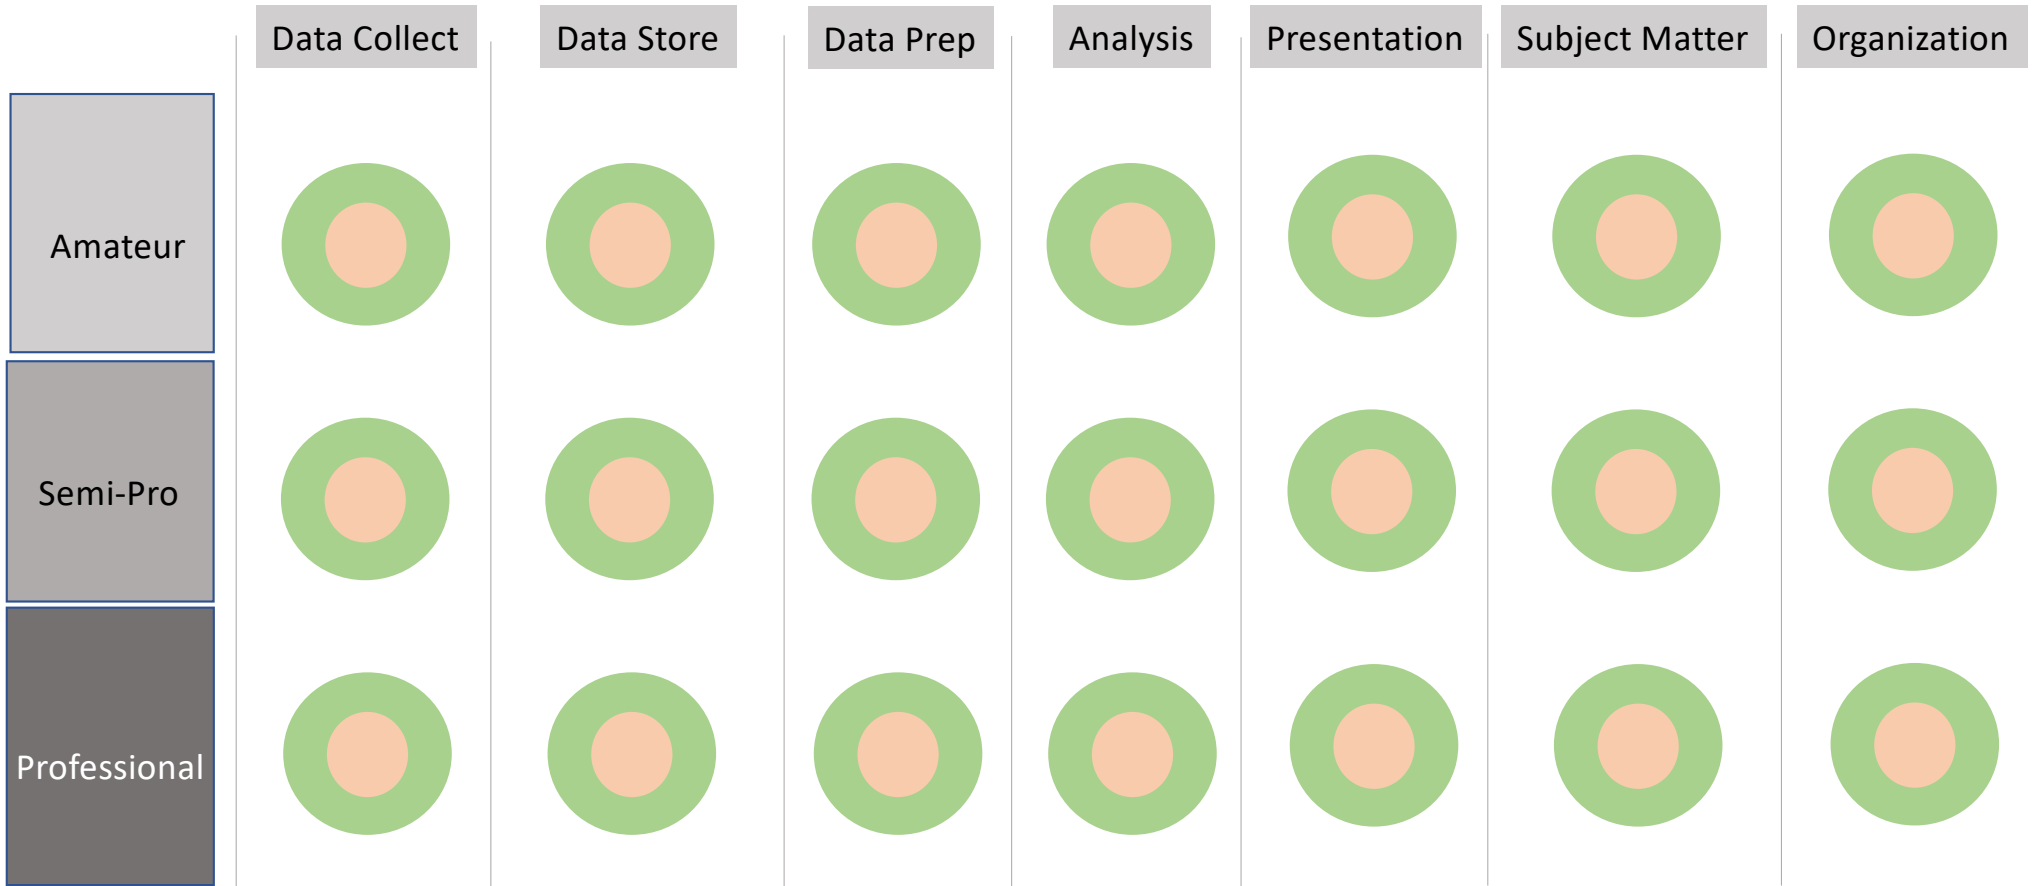 Data Collect
Data Store
Data Prep
Analysis
Presentation
Subject Matter
Organization
Amateur
Semi-Pro
Professional